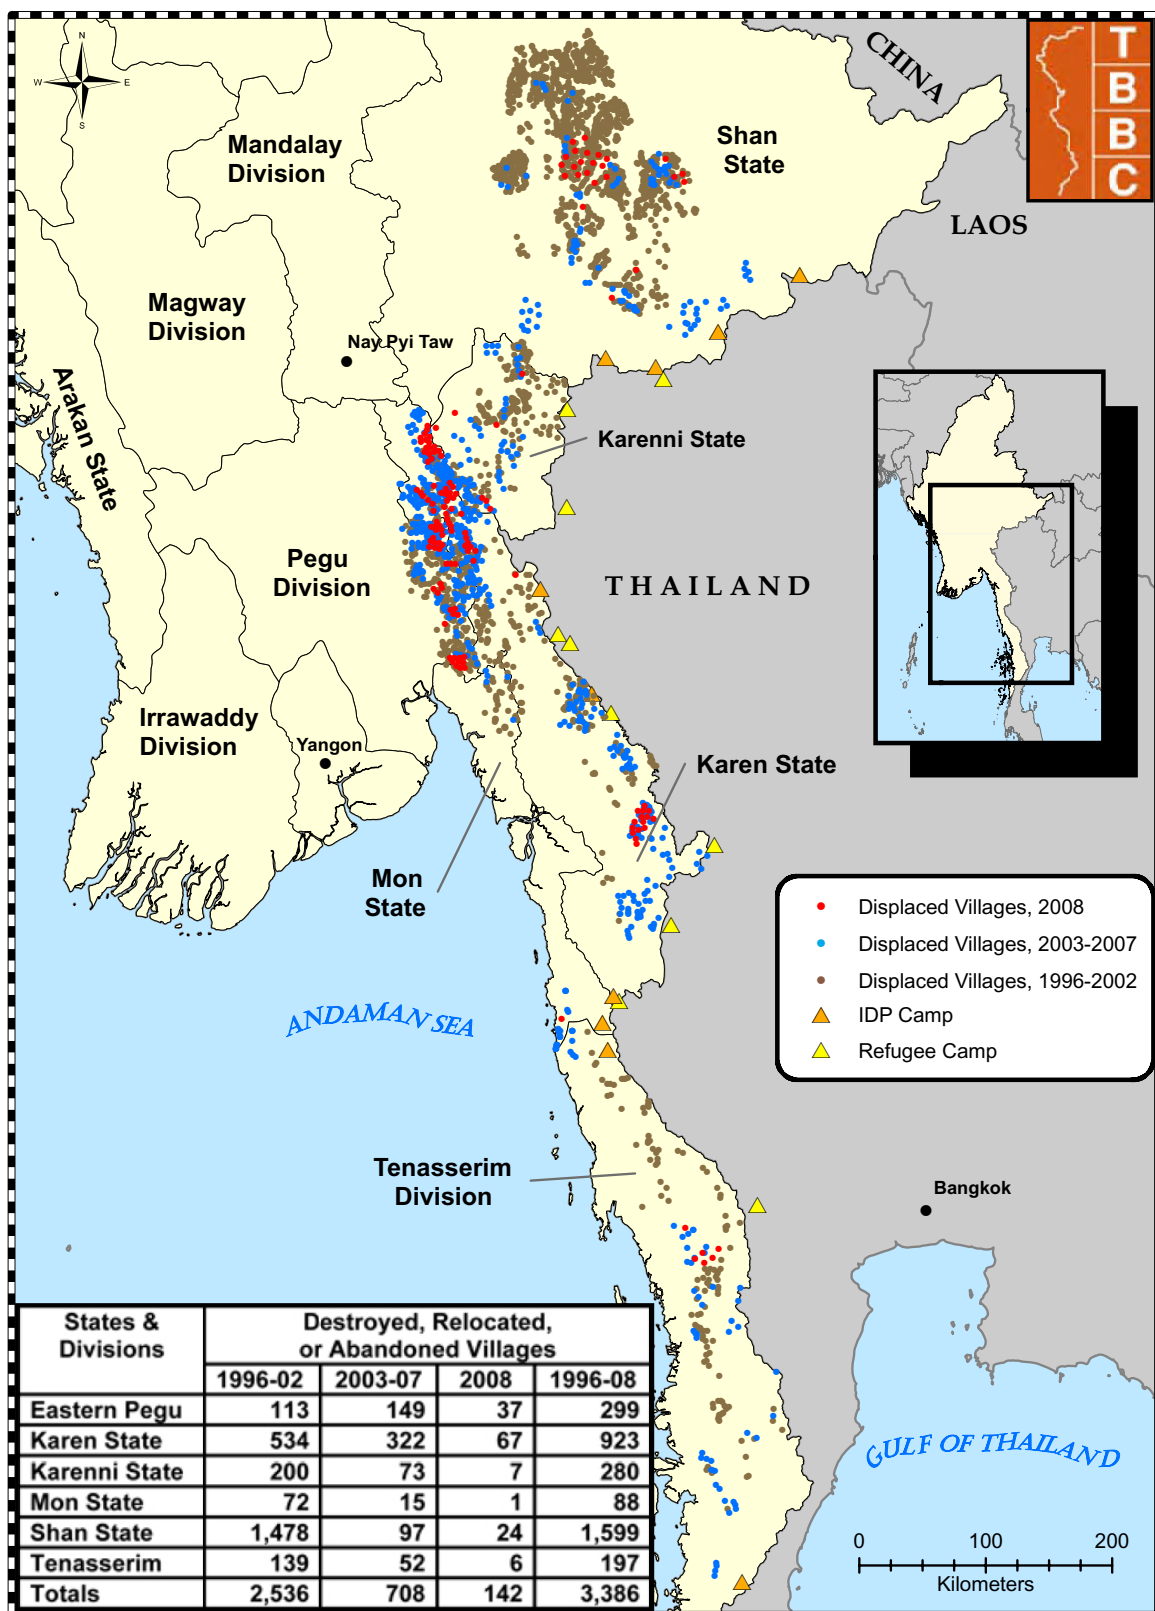 N
W
E
S
CHINA
T
B
B
C
Mandalay
Division
Shan
State
LAOS
Magway
Division
Nay Pyi Taw
Arakan State
Karenni State
Pegu
Division
THAILAND
Irrawaddy
Division
Yangon
Karen State
Mon
State
Displaced Villages, 2008
Displaced Villages, 2003-2007
Displaced Villages, 1996-2002
IDP Camp
Refugee Camp
ANDAMAN SEA
Tenasserim
Division
Bangkok
GULF OF THAILAND
0 100 200
Kilometers
States & Divisions Destroyed, Relocated,
or Abandoned Villages
1996-02 2003-07 2008 1996-08
Eastern Pegu 113 149 37 299
Karen State 534 322 67 923
Karenni State 200 73 7 280
Mon State 72 15 1 88
Shan State 1,478 97 24 1,599
Tenasserim 139 52 6 197
Totals 2,536 708 142 3,386